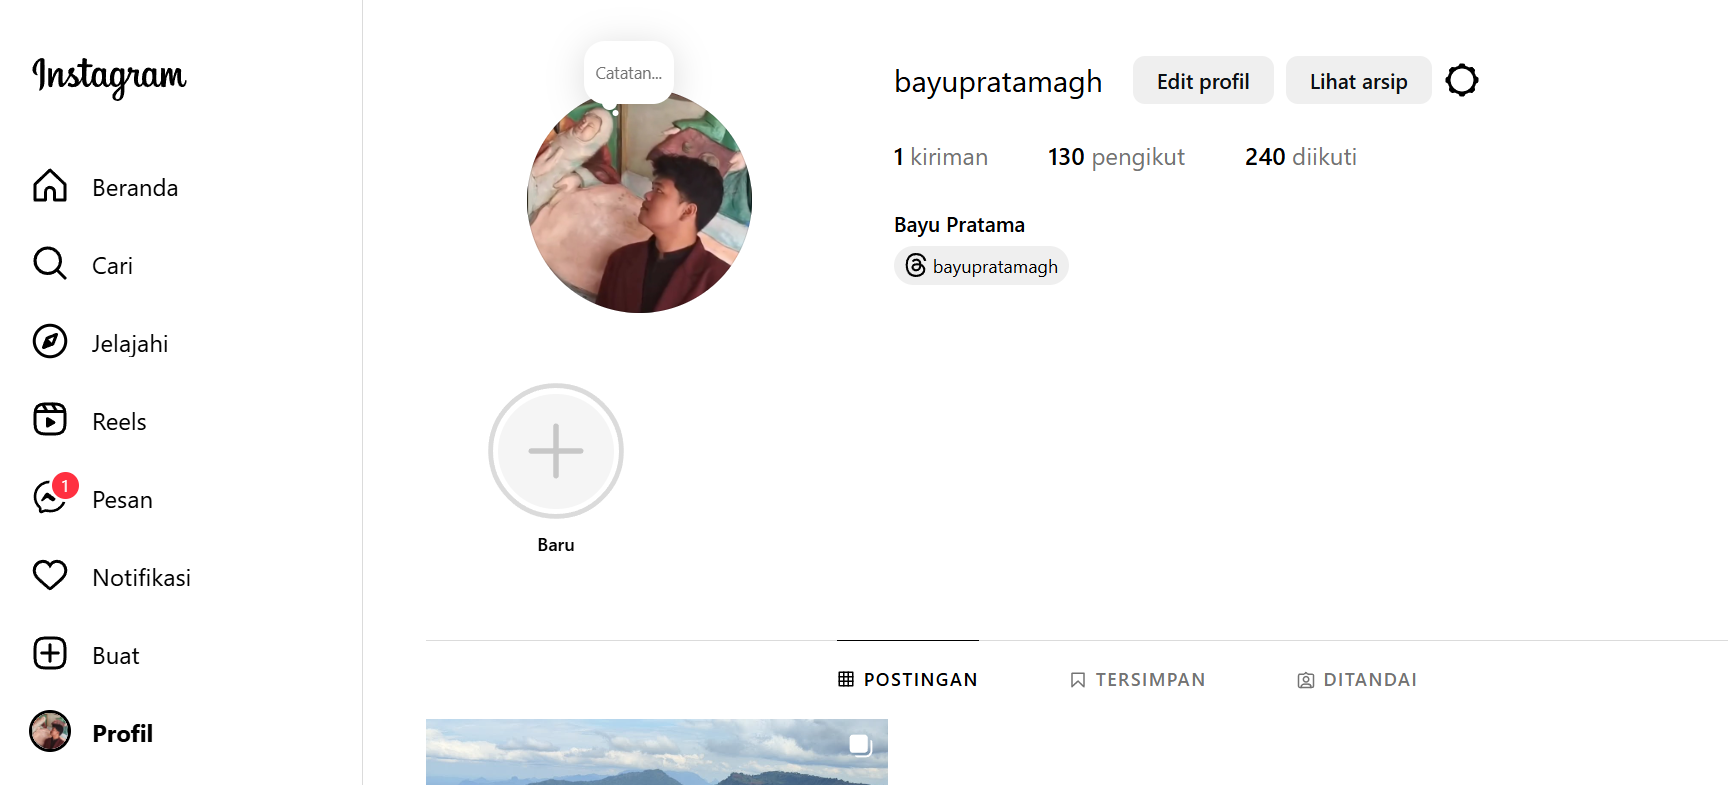 Instagram
Beranda
Cari
Jelajahi
Reels
1
Pesan
Notifikasi
Buat
Profil
Catatan...
bayupratamagh
Edit profil
Lihat arsip
1 kiriman
130 pengikut
240 diikuti
Bayu Pratama
bayupratamagh
Baru
POSTINGAN
TERSIMPAN
DITANDAI